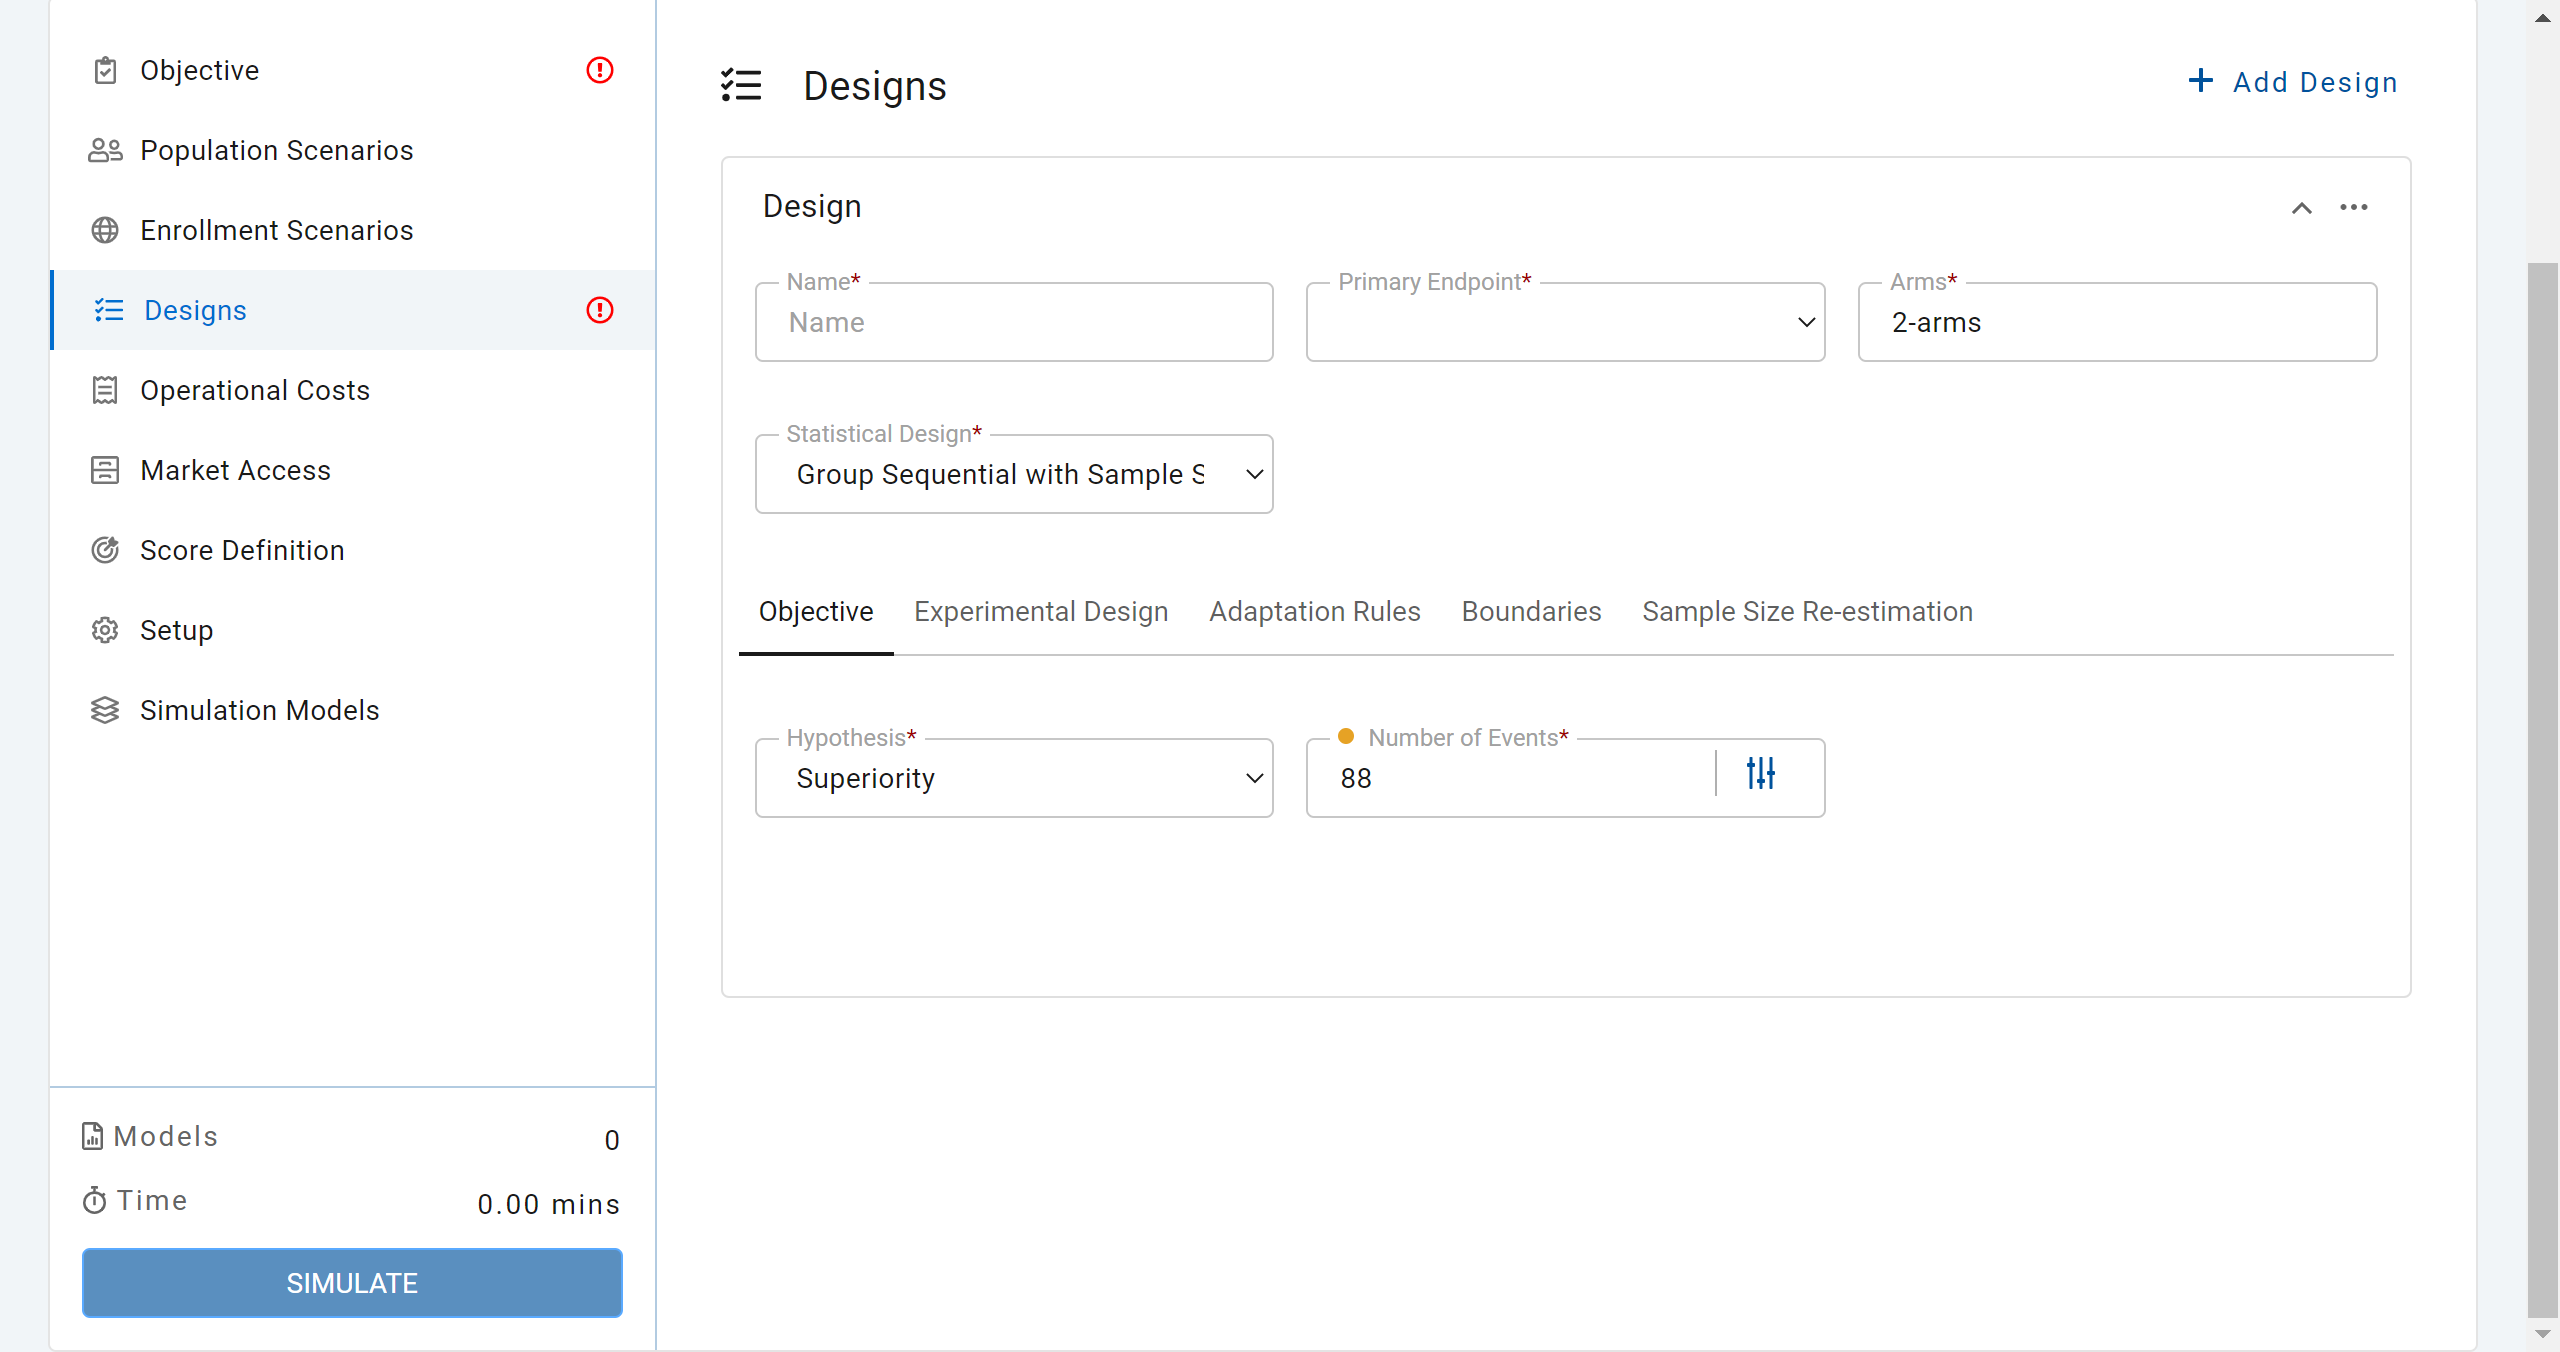 Objective
Population Scenarios
Enrollment Scenarios
Designs
Operational Costs
Market Access
Score Definition
Setup
Simulation Models
Models 0
Time 0.00 mins
SIMULATE
Designs
+ Add Design
Design
Name* Primary Endpoint* Arms*
Name 2-arms
Statistical Design*
Group Sequential with Sample S
Objective Experimental Design Adaptation Rules Boundaries Sample Size Re-estimation
Hypothesis* Number of Events*
Superiority 88